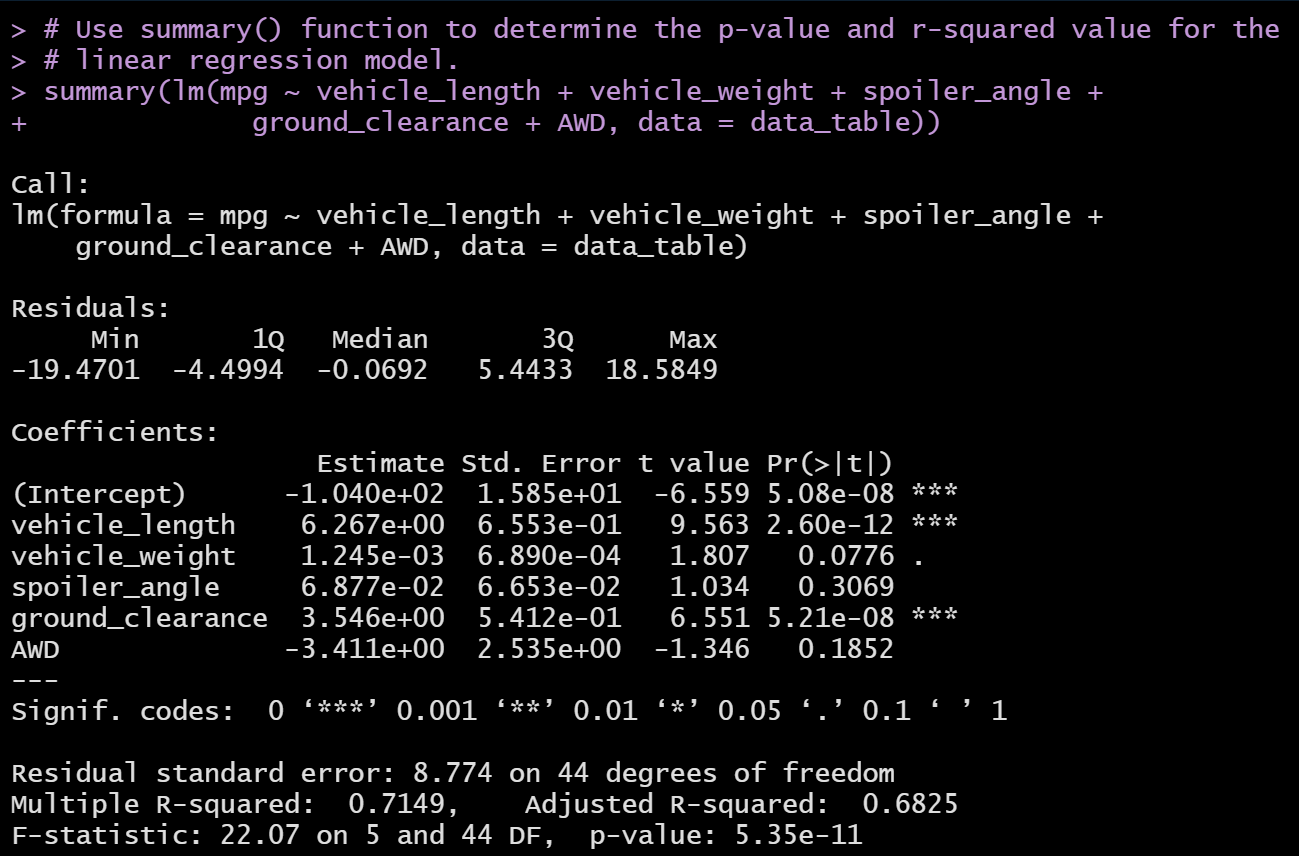 > # Use summary() function to determine the p-value and r-squared value for the
> # linear regression model.
> summary(lm(mpg ~ vehicle_length + vehicle_weight + spoiler_angle +
+              ground_clearance + AWD, data = data_table))
Call:
lm(formula = mpg ~ vehicle_length + vehicle_weight + spoiler_angle +
    ground_clearance + AWD, data = data_table)
Residuals:
     Min       1Q   Median       3Q      Max
-19.4701  -4.4994  -0.0692   5.4433  18.5849
Coefficients:
                   Estimate Std. Error t value Pr(>|t|)
(Intercept)      -1.040e+02  1.585e+01  -6.559 5.08e-08 ***
vehicle_length    6.267e+00  6.553e-01   9.563 2.60e-12 ***
vehicle_weight    1.245e-03  6.890e-04   1.807   0.0776 .
spoiler_angle     6.877e-02  6.653e-02   1.034   0.3069
ground_clearance  3.546e+00  5.412e-01   6.551 5.21e-08 ***
AWD              -3.411e+00  2.535e+00  -1.346   0.1852
---
Signif. codes:  0 ‘***’ 0.001 ‘**’ 0.01 ‘*’ 0.05 ‘.’ 0.1 ‘ ’ 1
Residual standard error: 8.774 on 44 degrees of freedom
Multiple R-squared:  0.7149,    Adjusted R-squared:  0.6825
F-statistic: 22.07 on 5 and 44 DF,  p-value: 5.35e-11